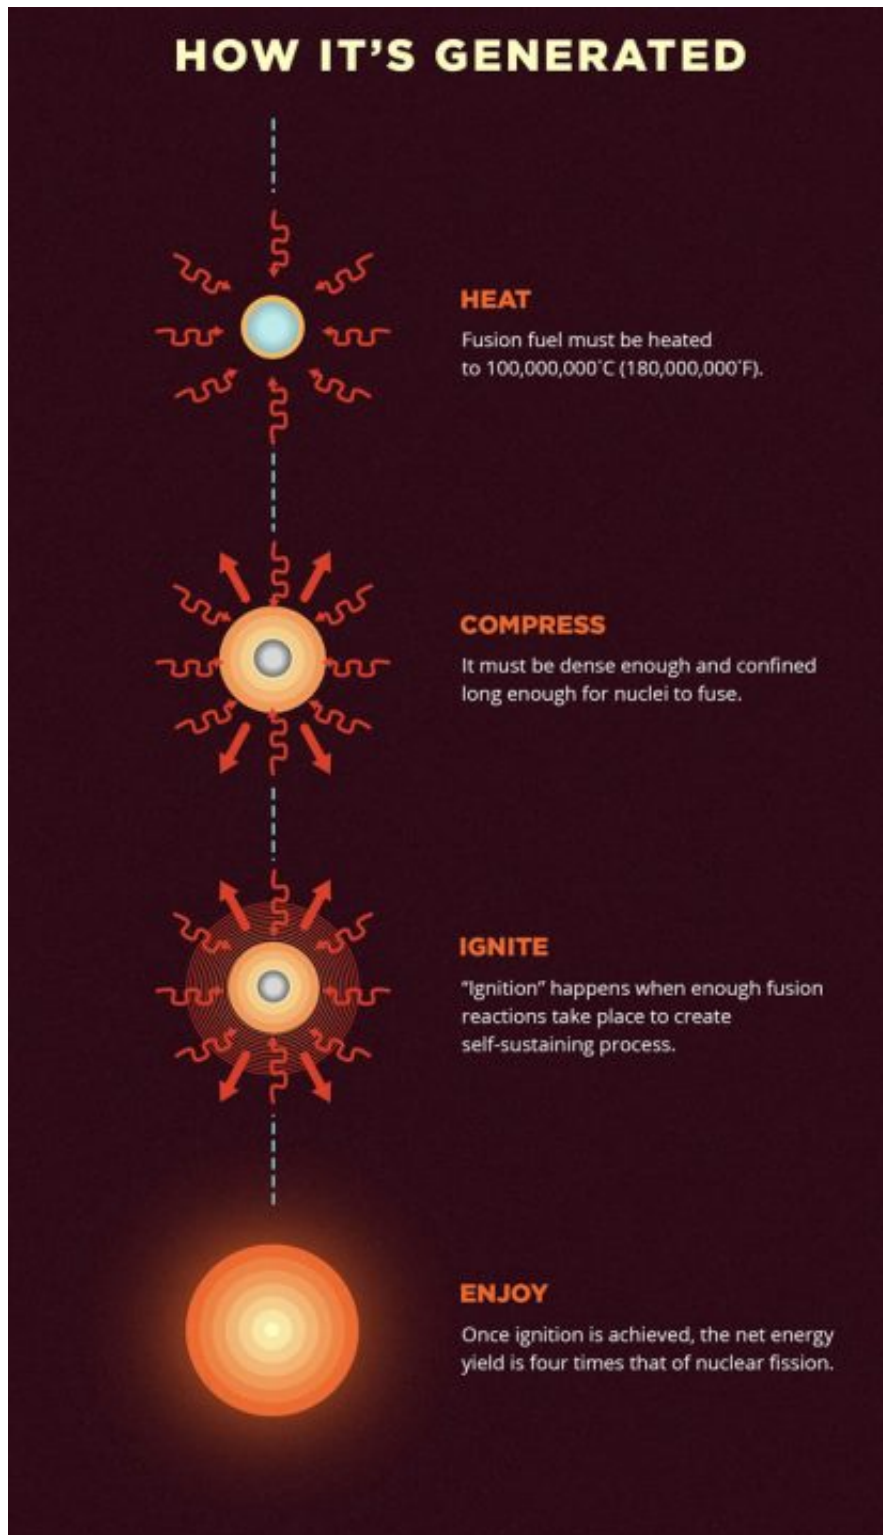 HOW IT'S GENERATED
HEAT
Fusion fuel must be heated
to 100,000,000˚C (180,000,000˚F).
COMPRESS
It must be dense enough and confined
long enough for nuclei to fuse.
IGNITE
“Ignition” happens when enough fusion
reactions take place to create
self-sustaining process.
ENJOY
Once ignition is achieved, the net energy
yield is four times that of nuclear fission.